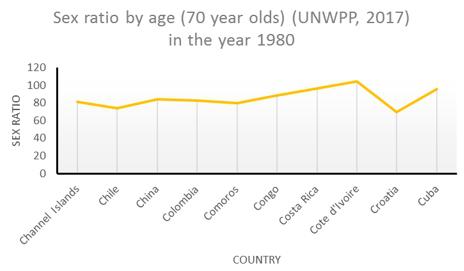 Sex ratio by age (70 year olds) (UNWPP, 2017)
in the year 1980
SEX RATIO
120
100
80
60
40
20
0
Channel Islands
Chile
China
Colombia
Comoros
Congo
Costa Rica
Cote d'Ivoire
Croatia
Cuba
COUNTRY